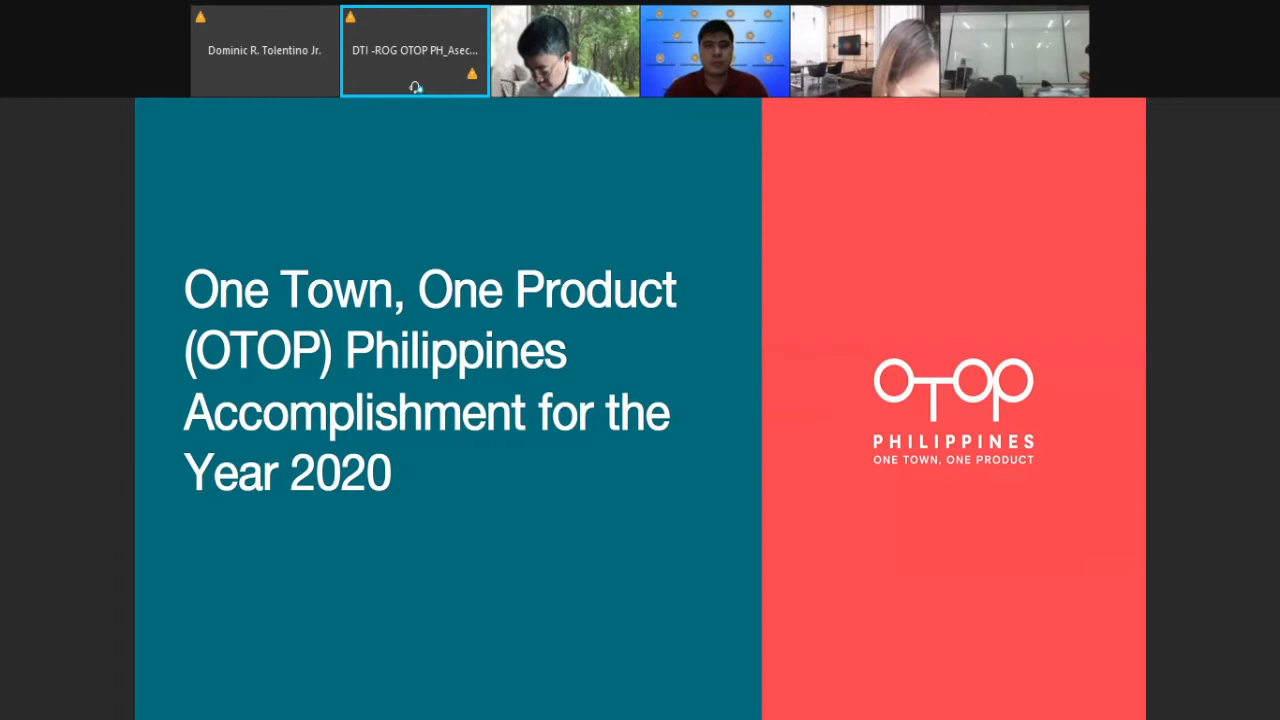 Dominic R. Tolentino Jr.
DTI -ROG OTOP PH_Asec...
One Town, One Product
(OTOP) Philippines
Accomplishment for the
Year 2020
OTOP
PHILIPPINES
ONE TOWN, ONE PRODUCT